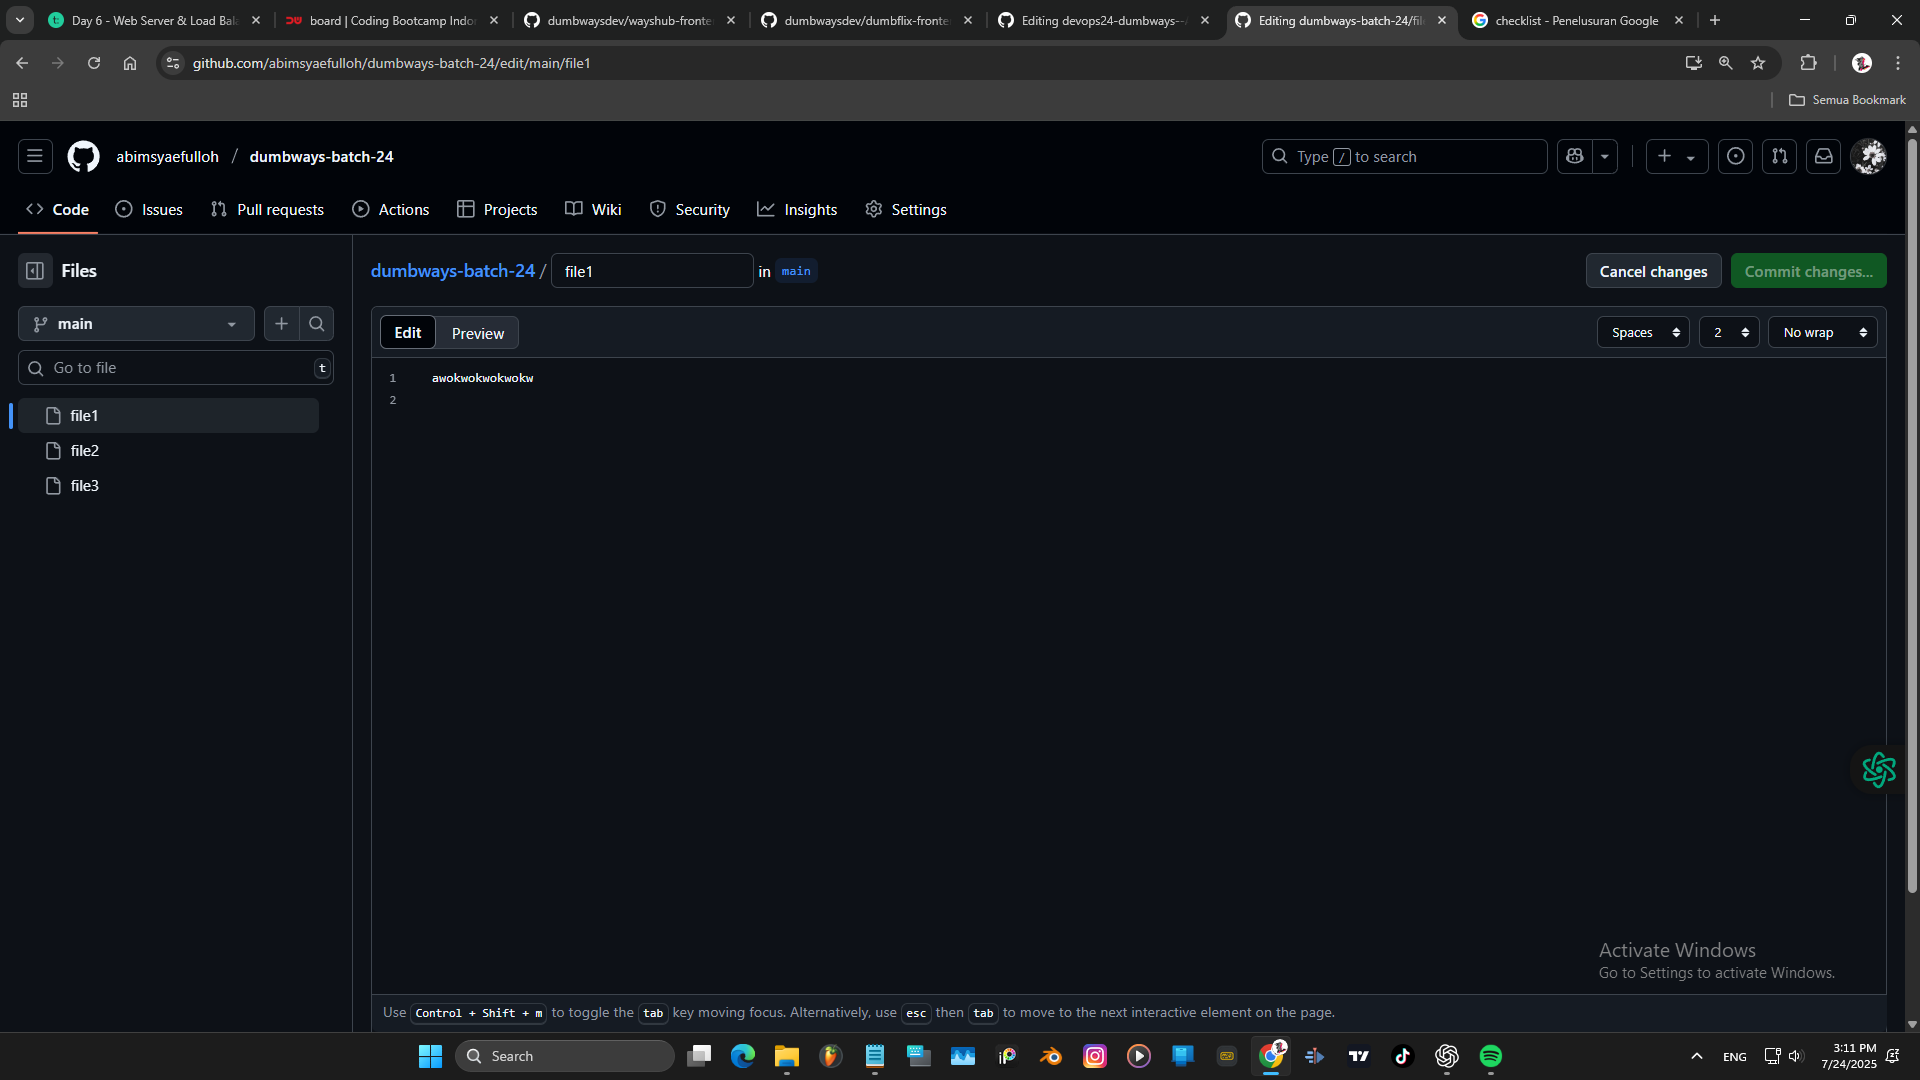 Day 6 - Web Server & Load Bala
board | Coding Bootcamp Indon
dumbwaysdev/wayshub-fronte
dumbwaysdev/dumbflix-fronte
Editing devops24-dumbways--
Editing dumbways-batch-24/file
checklist - Penelusuran Google
github.com/abimsyaefulloh/dumbways-batch-24/edit/main/file1
Semua Bookmark
abimsyaefulloh / dumbways-batch-24
Type / to search
Code
Issues
Pull requests
Actions
Projects
Wiki
Security
Insights
Settings
Files
dumbways-batch-24 / file1 in main
Cancel changes
Commit changes...
main
Edit
Preview
Spaces
2
No wrap
Go to file
t
1 awokwokwokwokw
2
file1
file2
file3
Activate Windows
Go to Settings to activate Windows.
Use Control + Shift + m to toggle the tab key moving focus. Alternatively, use esc then tab to move to the next interactive element on the page.
Search
ENG
3:11 PM
7/24/2025